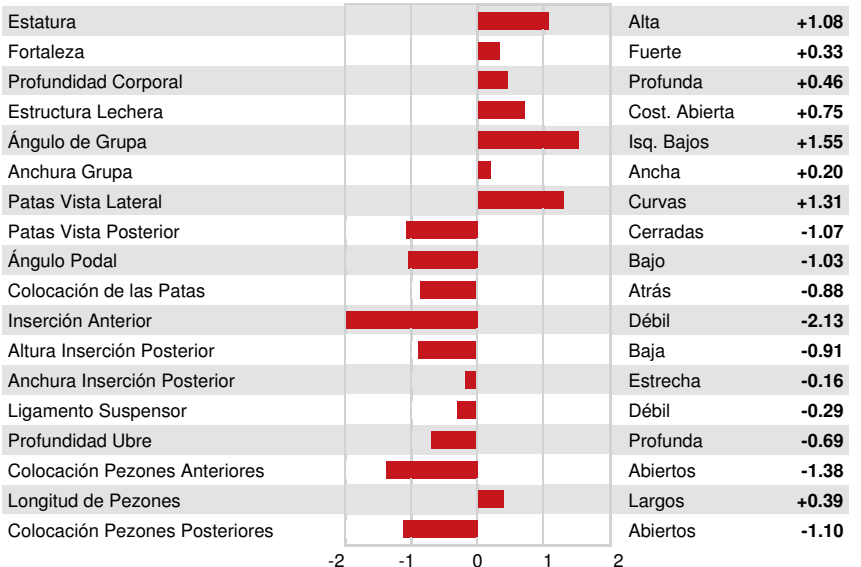 Estatura Alta +1.08
Fortaleza Fuerte +0.33
Profundidad Corporal Profunda +0.46
Estructura Lechera Cost. Abierta +0.75
Ángulo de Grupa Isq. Bajos +1.55
Anchura Grupa Ancha +0.20
Patas Vista Lateral Curvas +1.31
Patas Vista Posterior Cerradas -1.07
Ángulo Podal Bajo -1.03
Colocación de las Patas Atrás -0.88
Inserción Anterior Débil -2.13
Altura Inserción Posterior Baja -0.91
Anchura Inserción Posterior Estrecha -0.16
Ligamento Suspensor Débil -0.29
Profundidad Ubre Profunda -0.69
Colocación Pezones Anteriores Abiertos -1.38
Longitud de Pezones Largos +0.39
Colocación Pezones Posteriores Abiertos -1.10
-2 -1 0 1 2